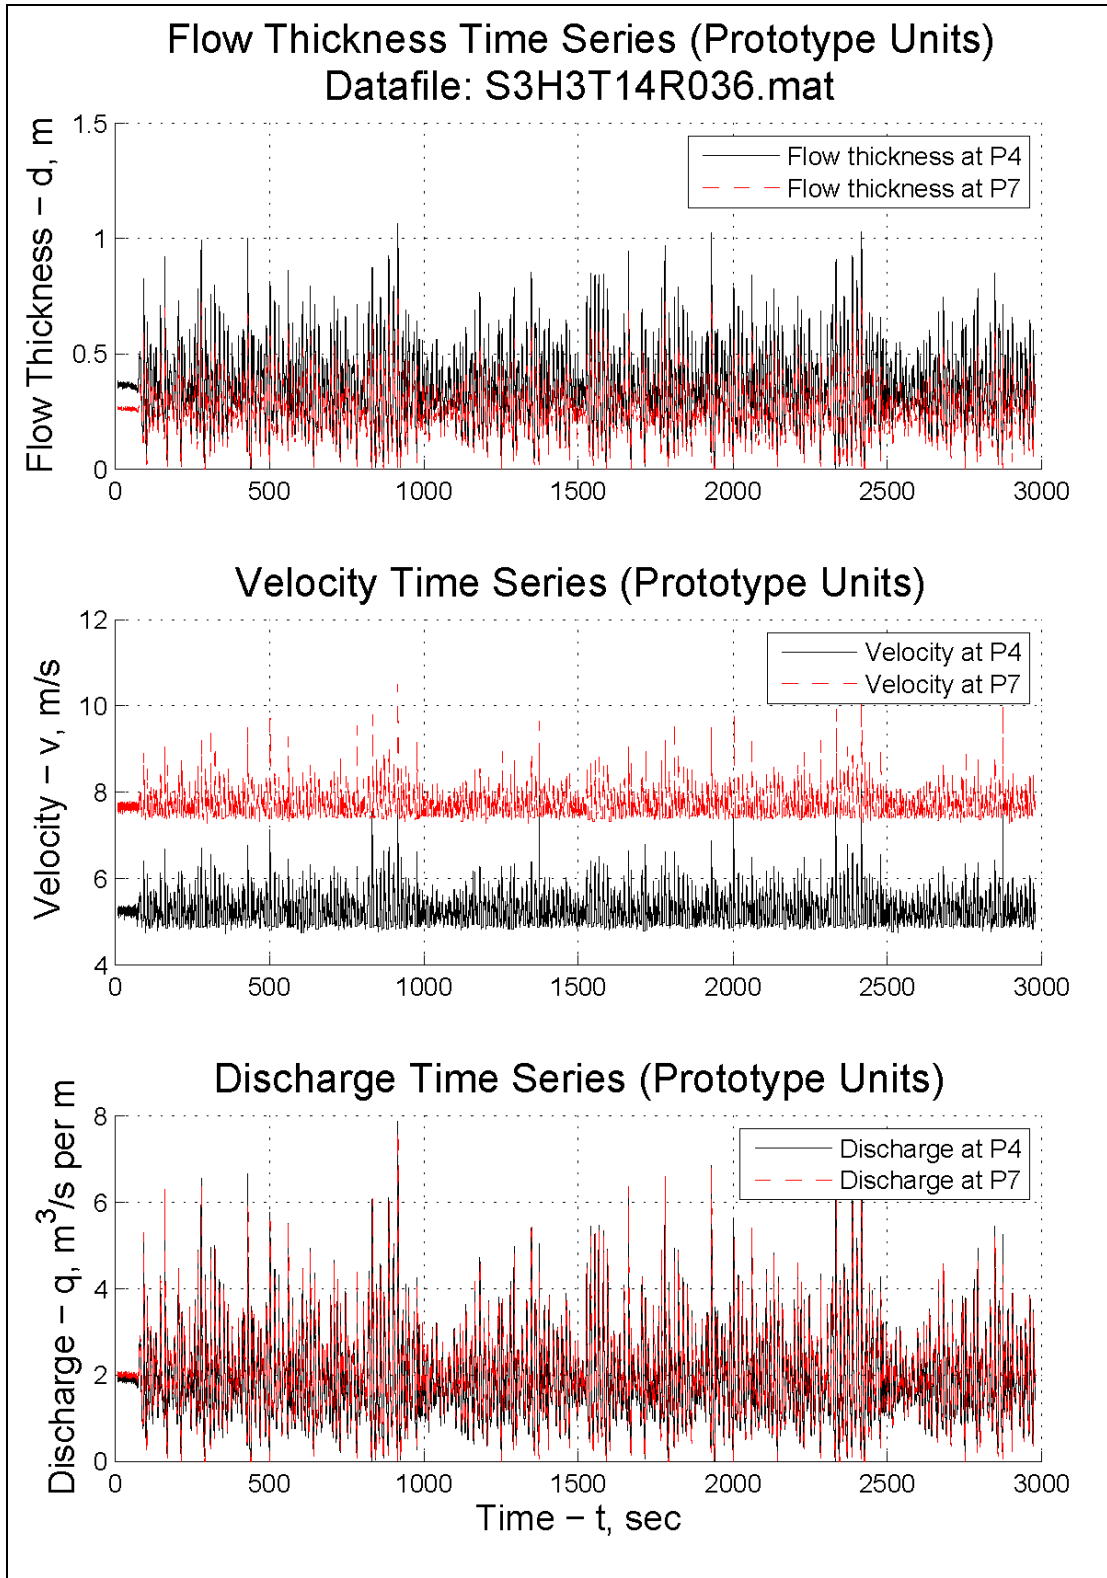 Flow Thickness Time Series (Prototype Units)
Datafile: S3H3T14R036.mat
Flow Thickness − d, m
1.5
1
0.5
0
Flow thickness at P4
Flow thickness at P7
0 500 1000 1500 2000 2500 3000
Velocity Time Series (Prototype Units)
Velocity − v, m/s
12
10
8
6
4
Velocity at P4
Velocity at P7
0 500 1000 1500 2000 2500 3000
Discharge Time Series (Prototype Units)
Discharge − q, m³/s per m
8
6
4
2
0
Discharge at P4
Discharge at P7
0 500 1000 1500 2000 2500 3000
Time − t, sec